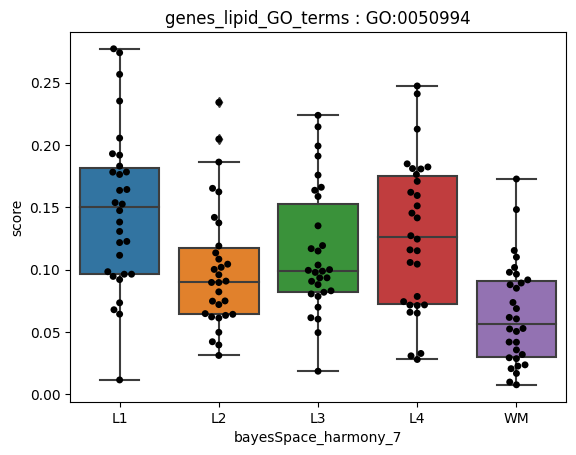 genes_lipid_GO_terms : GO:0050994
score
0.25
0.20
0.15
0.10
0.05
0.00
L1 L2 L3 L4 WM
bayesSpace_harmony_7